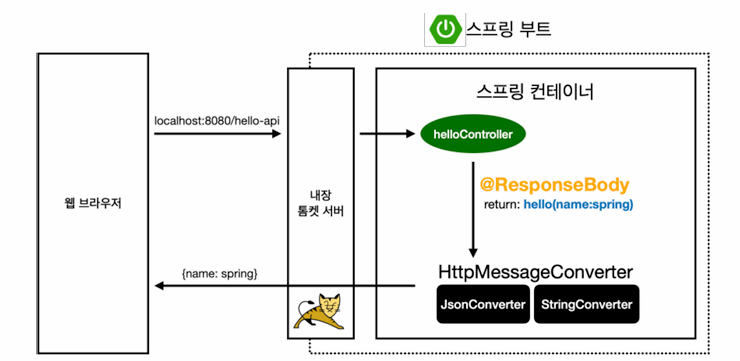 스프링 부트
스프링 컨테이너
localhost:8080/hello-api
helloController
@ResponseBody
return: hello(name:spring)
웹 브라우저
내장
톰켓 서버
{name: spring}
HttpMessageConverter
JsonConverter
StringConverter